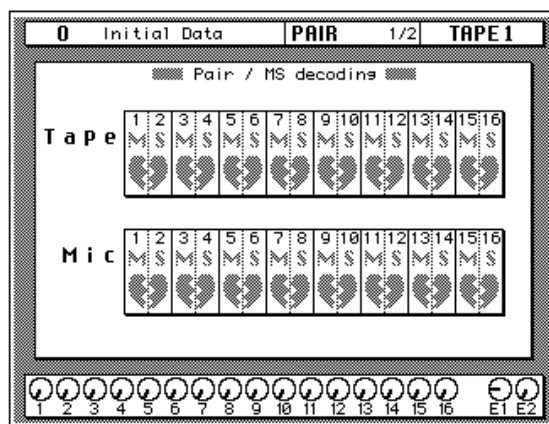 0 Initial Data PAIR 1/2 TAPE 1
Pair / MS decoding
1 2 3 4 5 6 7 8 9 10 11 12 13 14 15 16
Tape M S M S M S M S M S M S M S M S
1 2 3 4 5 6 7 8 9 10 11 12 13 14 15 16
Mic M S M S M S M S M S M S M S M S
1 2 3 4 5 6 7 8 9 10 11 12 13 14 15 16 E1 E2